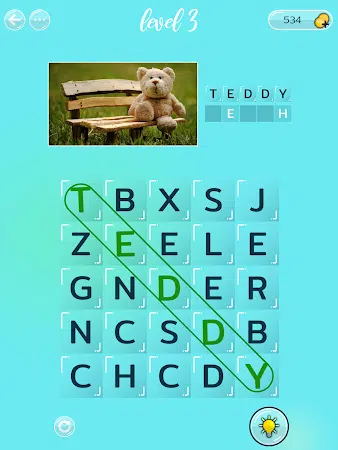 level 3
534
TEDDY
E H
T B X S J
Z E E L E
G N D E R
N C S D B
C H C D Y